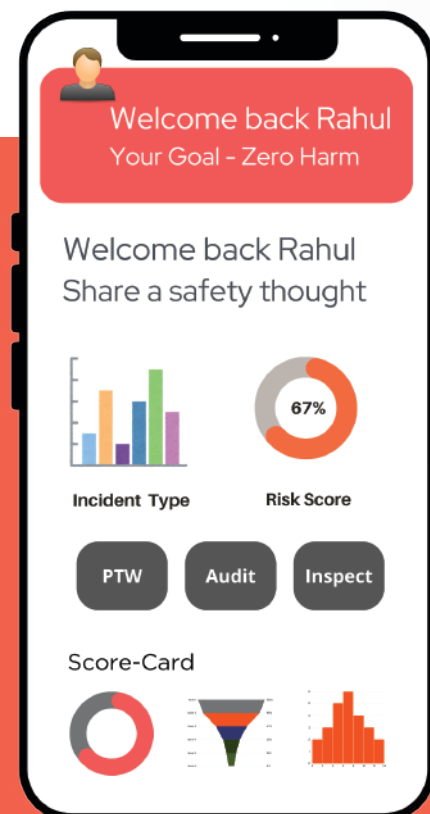 Welcome back Rahul
Your Goal - Zero Harm
Welcome back Rahul
Share a safety thought
67%
Incident Type
Risk Score
PTW
Audit
Inspect
Score-Card